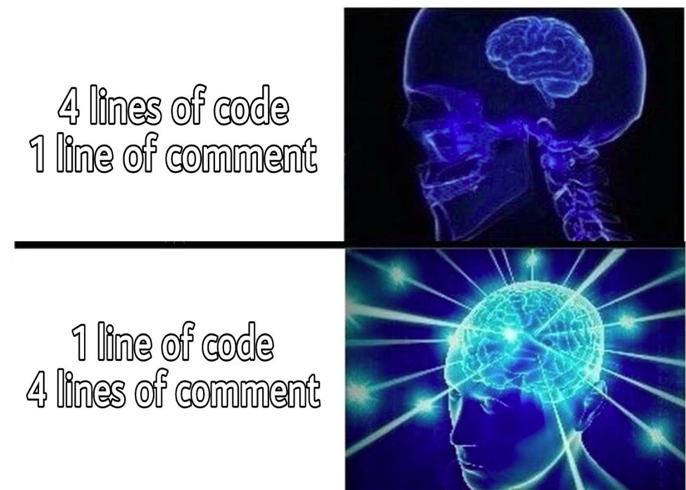 4 lines of code
1 line of comment
1 line of code
4 lines of comment